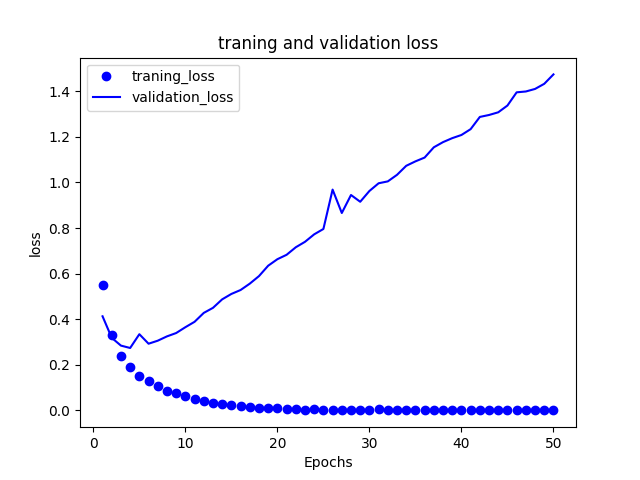 traning and validation loss
traning_loss
validation_loss
1.4
1.2
1.0
0.8
0.6
0.4
0.2
0.0
loss
0 10 20 30 40 50
Epochs